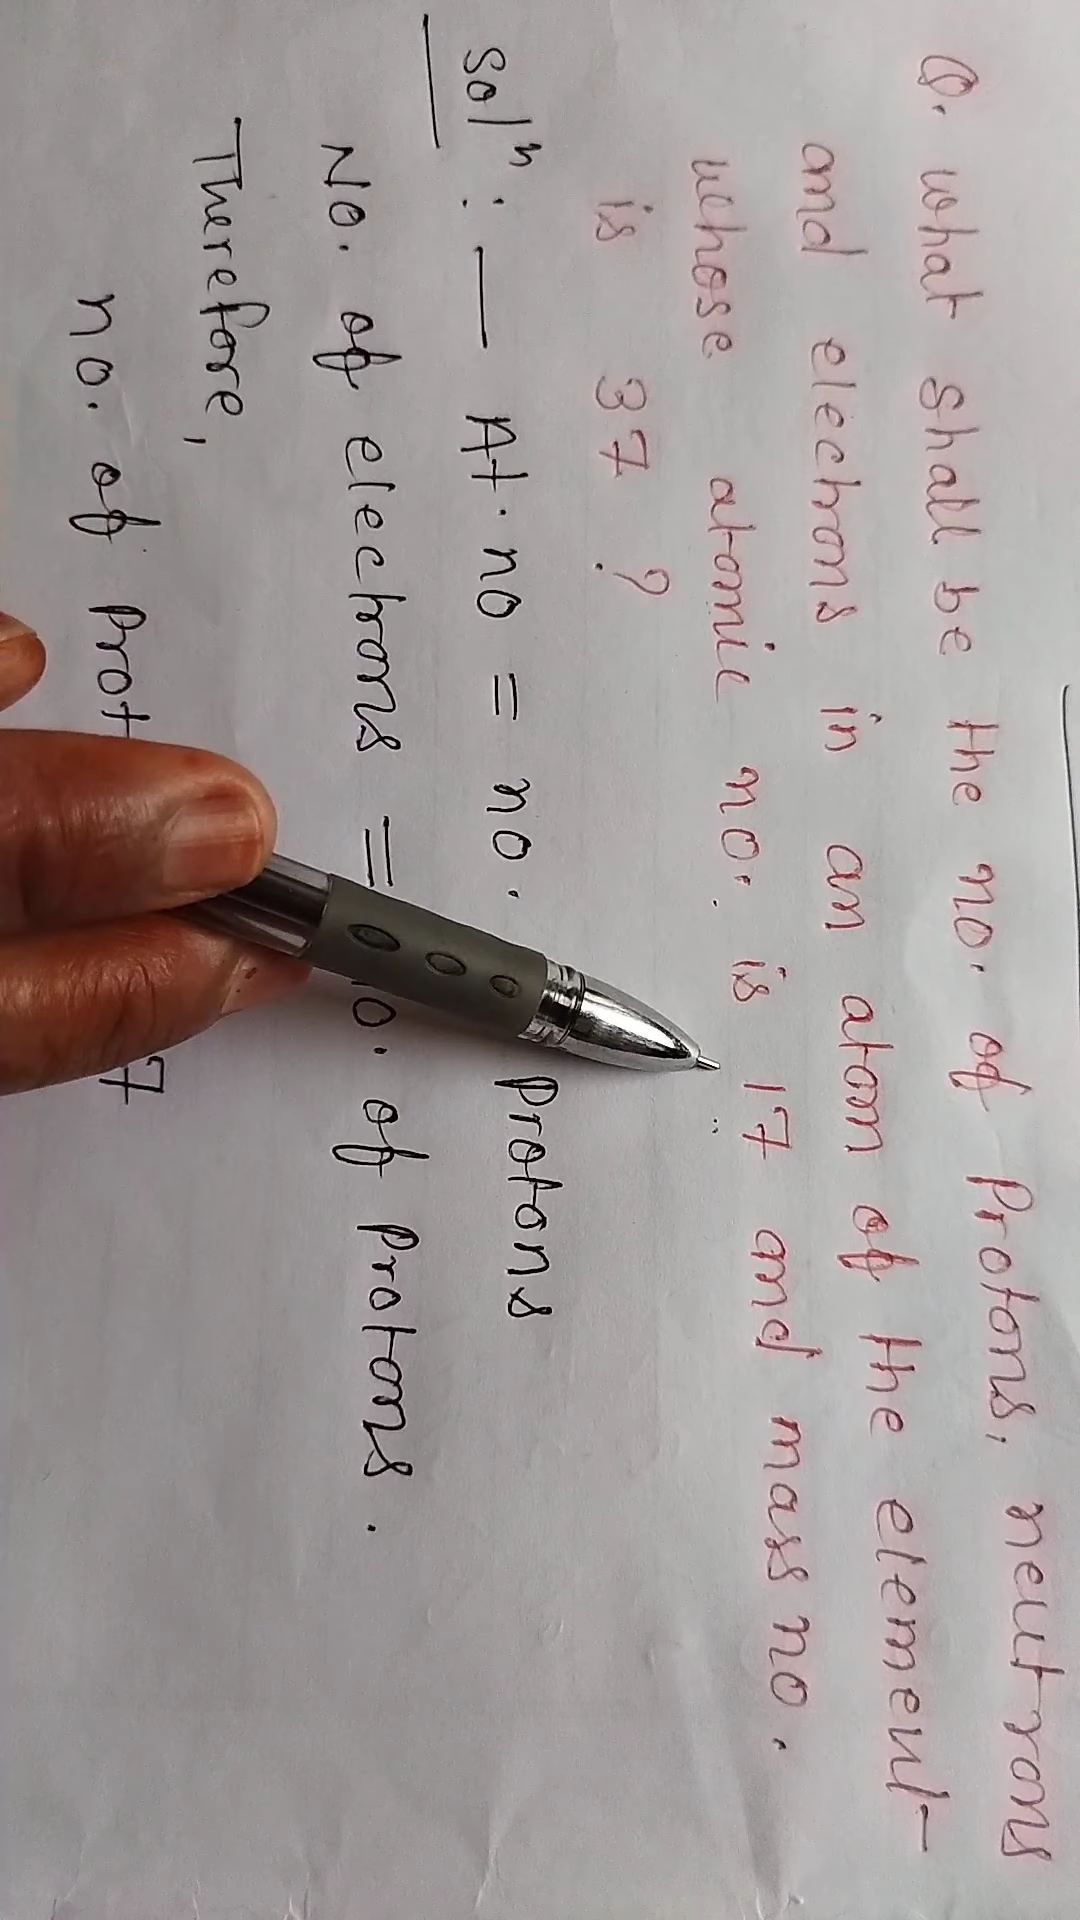 Q. what shall be the no. of Protons, neutrons
and electrons in an atom of the element
whose atomic no. is 17 and mass no.
is 37 ?
Solⁿ : — At. no = no. Protons
No. of electrons = no. of Protons.
Therefore,
no. of 7